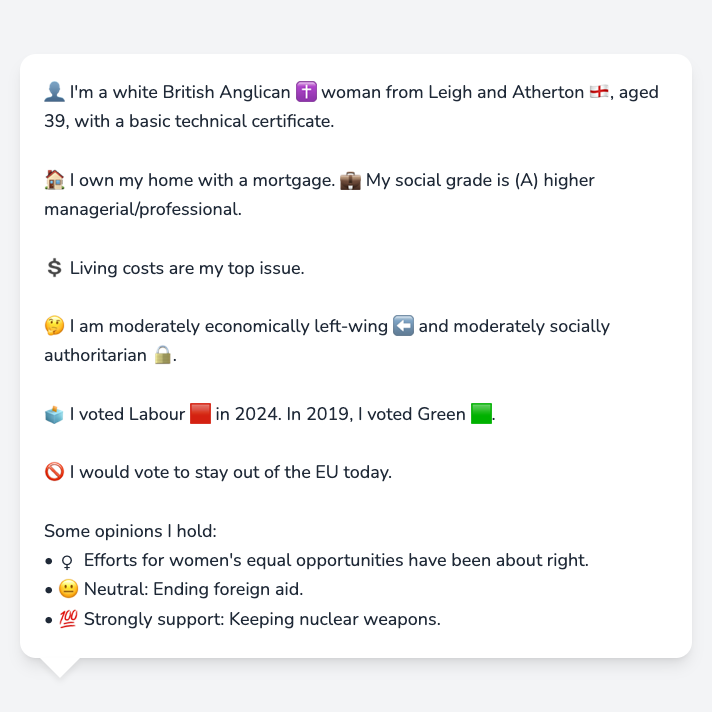 👤 I'm a white British Anglican ✝️ woman from Leigh and Atherton 🏴󠁧󠁢󠁥󠁮󠁧󠁿, aged
39, with a basic technical certificate.
🏠 I own my home with a mortgage. 💼 My social grade is (A) higher
managerial/professional.
💲 Living costs are my top issue.
🤔 I am moderately economically left-wing ⬅️ and moderately socially
authoritarian 🔒.
🗳️ I voted Labour 🟥 in 2024. In 2019, I voted Green 🟩.
🚫 I would vote to stay out of the EU today.
Some opinions I hold:
• ♀ Efforts for women's equal opportunities have been about right.
• 😐 Neutral: Ending foreign aid.
• 💯 Strongly support: Keeping nuclear weapons.